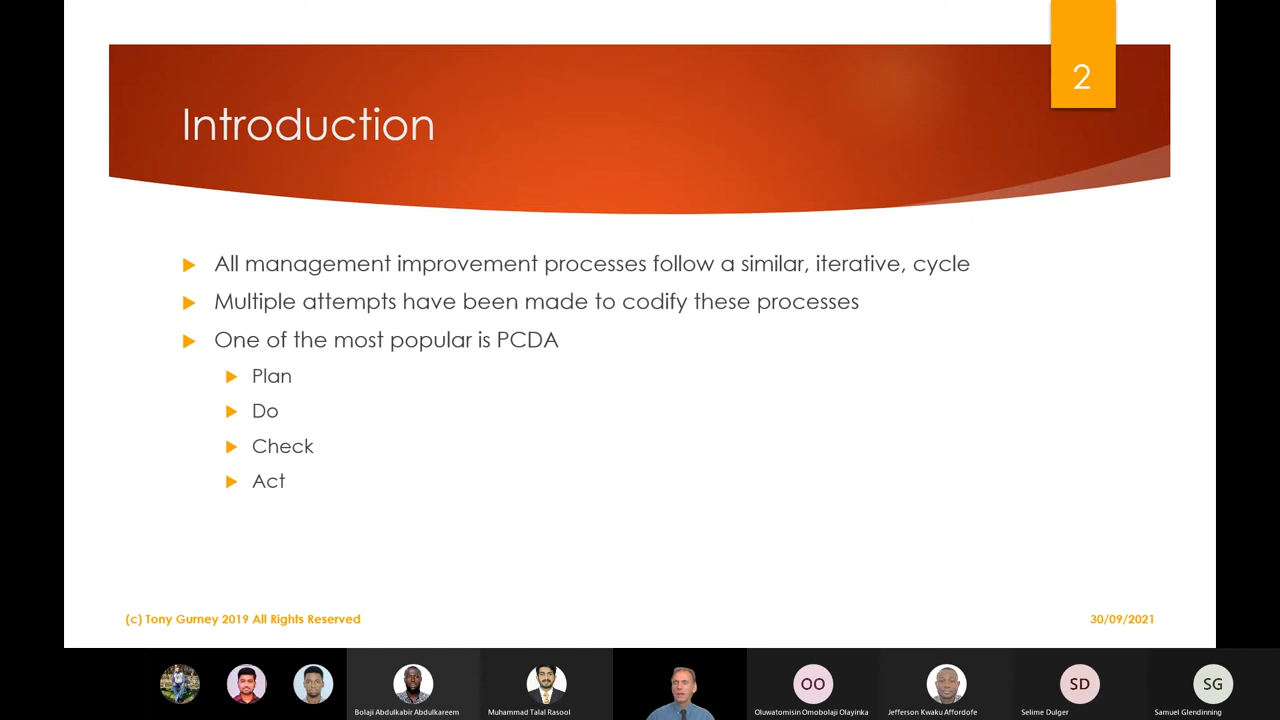 2
Introduction
All management improvement processes follow a similar, iterative, cycle
Multiple attempts have been made to codify these processes
One of the most popular is PCDA
Plan
Do
Check
Act
(c) Tony Gurney 2019 All Rights Reserved
30/09/2021
OO
SD
SG
Bolaji Abdulkabir Abdulkareem
Muhammad Talal Rasool
Oluwatomisin Omobolaji Olayinka
Jefferson Kwaku Affordofe
Selime Dulger
Samuel Glendinning